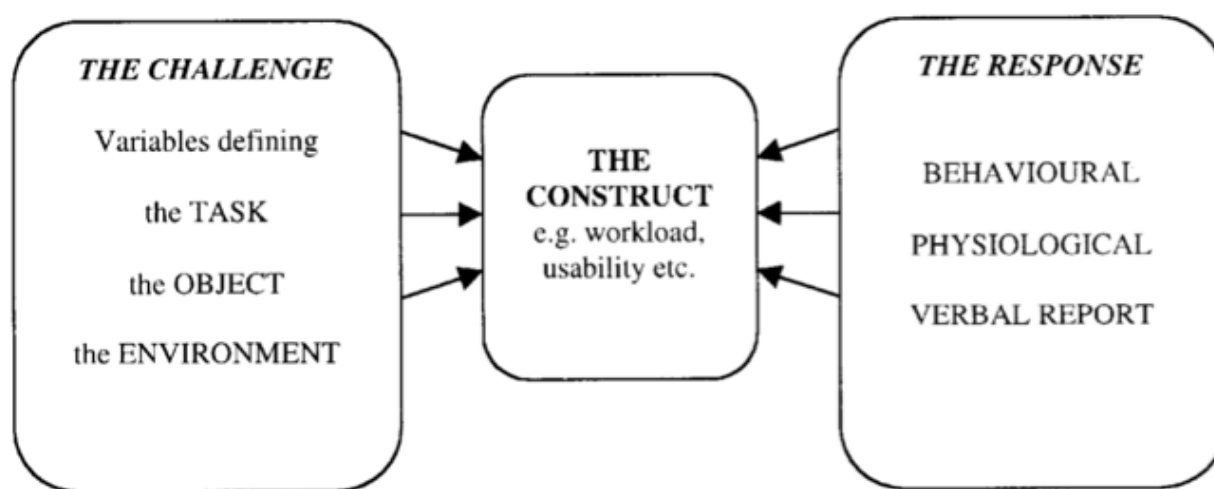 THE CHALLENGE
Variables defining
the TASK
the OBJECT
the ENVIRONMENT
THE
CONSTRUCT
e.g. workload,
usability etc.
THE RESPONSE
BEHAVIOURAL
PHYSIOLOGICAL
VERBAL REPORT